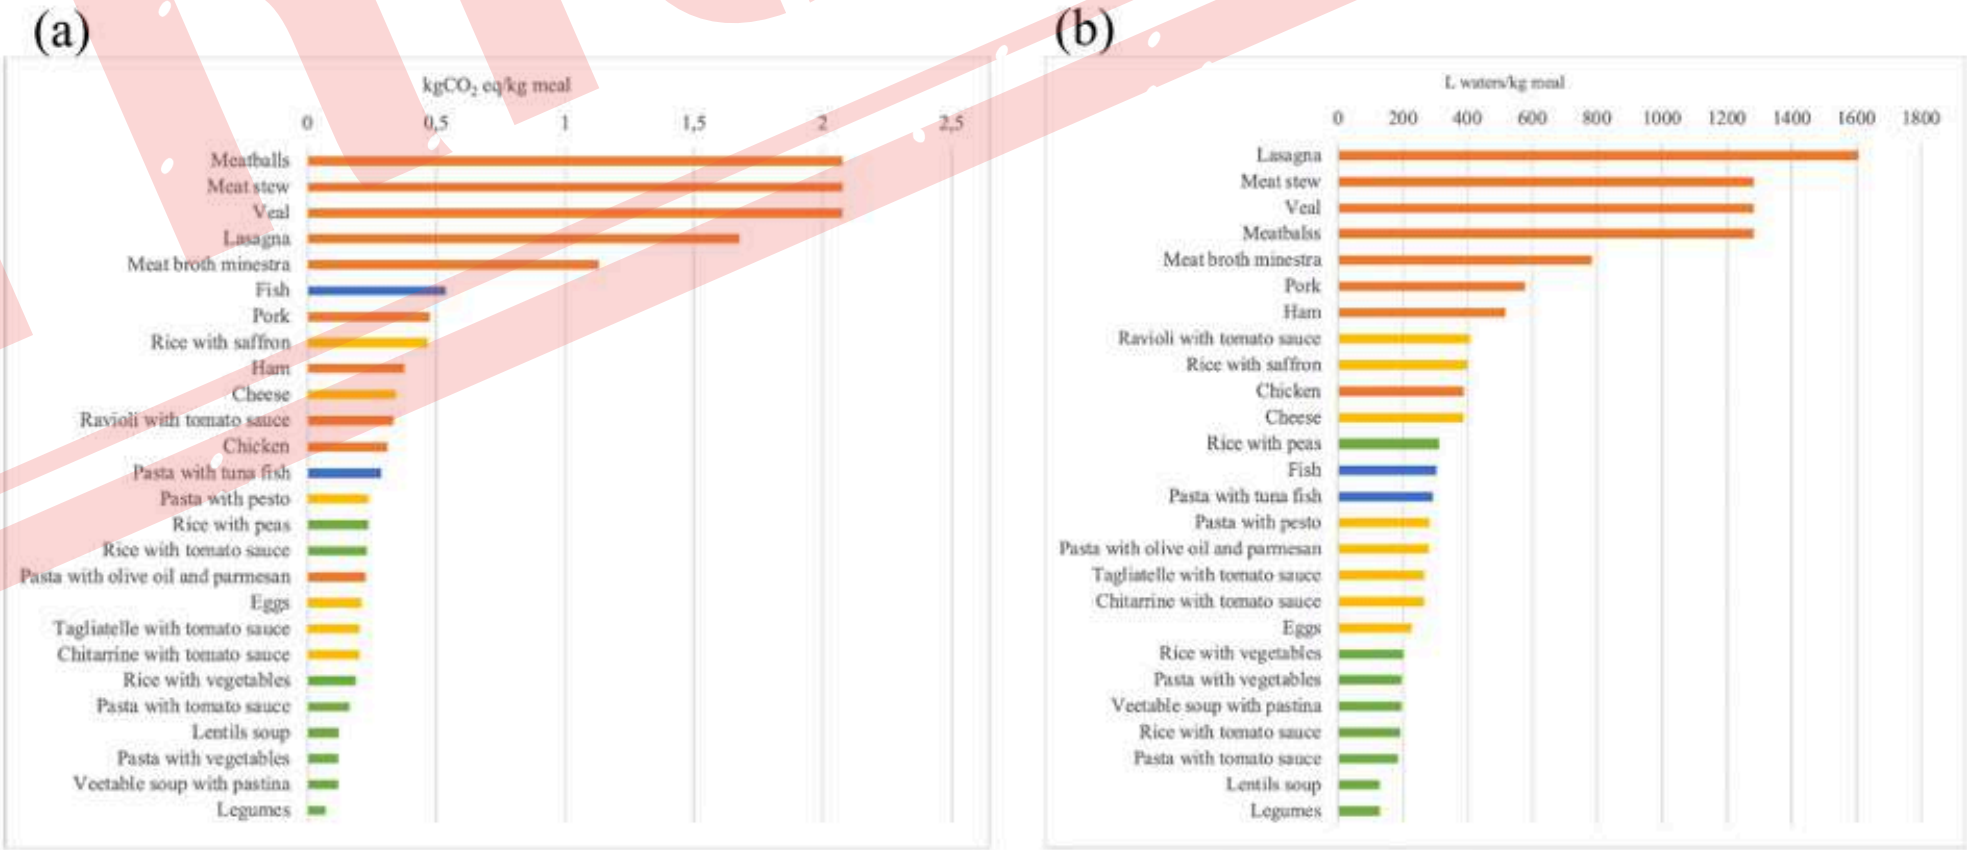 (a)
kgCO₂ eq/kg meal
0 0,5 1 1,5 2 2,5
Meatballs
Meat stew
Veal
Lasagna
Meat broth minestra
Fish
Pork
Rice with saffron
Ham
Cheese
Ravioli with tomato sauce
Chicken
Pasta with tuna fish
Pasta with pesto
Rice with peas
Rice with tomato sauce
Pasta with olive oil and parmesan
Eggs
Tagliatelle with tomato sauce
Chitarrine with tomato sauce
Rice with vegetables
Pasta with tomato sauce
Lentils soup
Pasta with vegetables
Veetable soup with pastina
Legumes
(b)
L waters/kg meal
0 200 400 600 800 1000 1200 1400 1600 1800
Lasagna
Meat stew
Veal
Meatbalss
Meat broth minestra
Pork
Ham
Ravioli with tomato sauce
Rice with saffron
Chicken
Cheese
Rice with peas
Fish
Pasta with tuna fish
Pasta with pesto
Pasta with olive oil and parmesan
Tagliatelle with tomato sauce
Chitarrine with tomato sauce
Eggs
Rice with vegetables
Pasta with vegetables
Veetable soup with pastina
Rice with tomato sauce
Pasta with tomato sauce
Lentils soup
Legumes